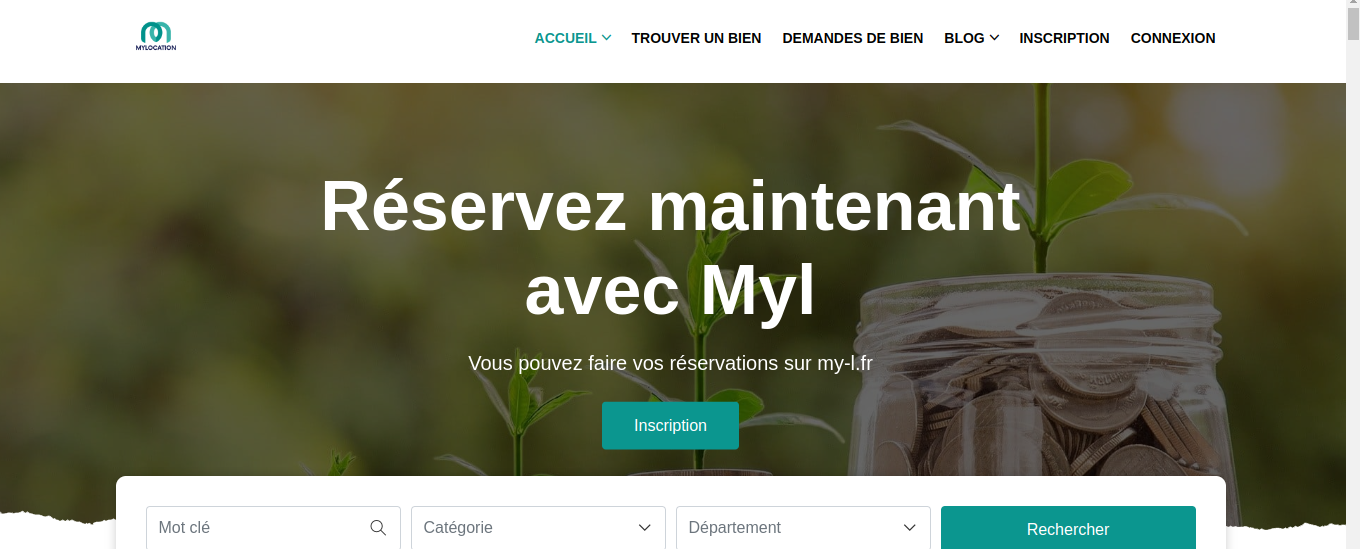 MYLOCATION
ACCUEIL TROUVER UN BIEN DEMANDES DE BIEN BLOG INSCRIPTION CONNEXION
Réservez maintenant
avec Myl
Vous pouvez faire vos réservations sur my-l.fr
Inscription
Mot clé Catégorie Département Rechercher